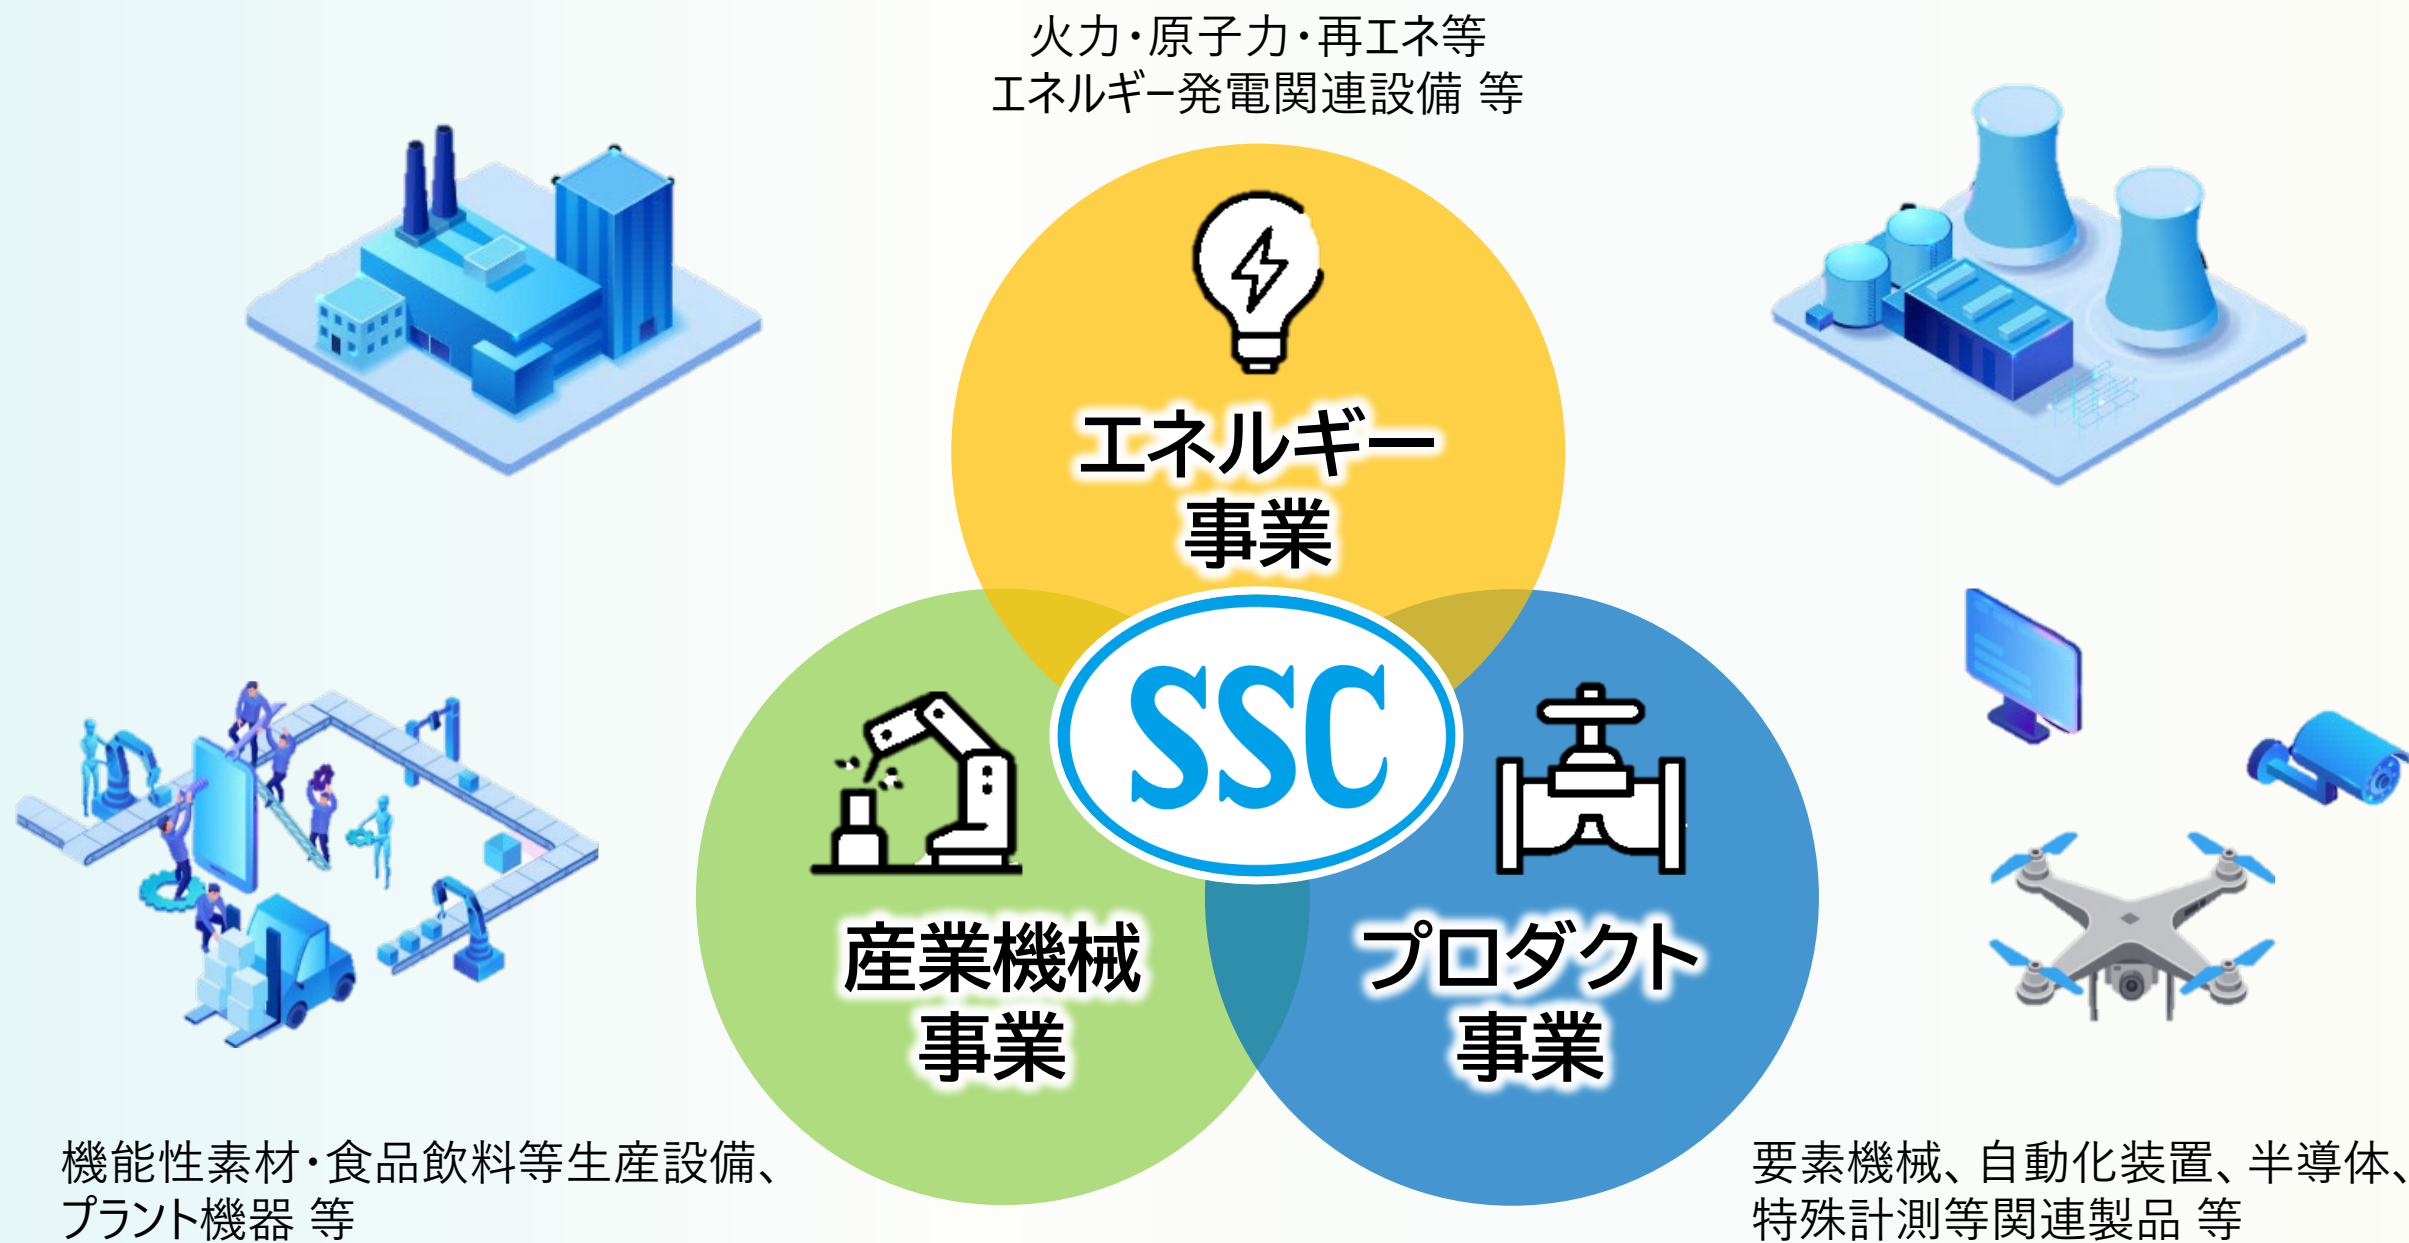 火力・原子力・再エネ等
エネルギー発電関連設備 等
エネルギー
事業
SSC
産業機械
事業
プロダクト
事業
機能性素材・食品飲料等生産設備、
プラント機器 等
要素機械、自動化装置、半導体、
特殊計測等関連製品 等